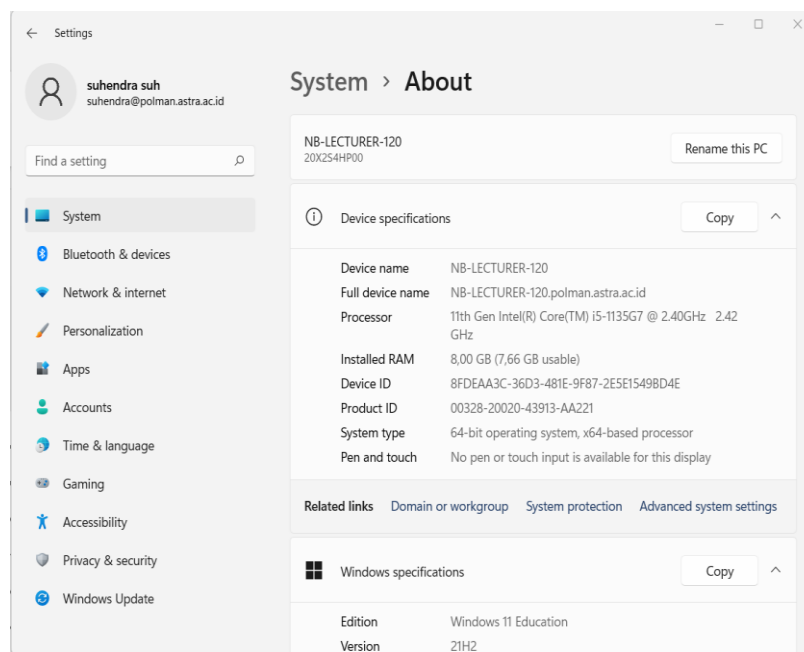 Settings
suhendra suh
suhendra@polman.astra.ac.id
Find a setting
System
Bluetooth & devices
Network & internet
Personalization
Apps
Accounts
Time & language
Gaming
Accessibility
Privacy & security
Windows Update
System > About
NB-LECTURER-120
20X2S4HP00
Rename this PC
Device specifications
Copy
Device name NB-LECTURER-120
Full device name NB-LECTURER-120.polman.astra.ac.id
Processor 11th Gen Intel(R) Core(TM) i5-1135G7 @ 2.40GHz 2.42
GHz
Installed RAM 8,00 GB (7,66 GB usable)
Device ID 8FDEAA3C-36D3-481E-9F87-2E5E1549BD4E
Product ID 00328-20020-43913-AA221
System type 64-bit operating system, x64-based processor
Pen and touch No pen or touch input is available for this display
Related links Domain or workgroup System protection Advanced system settings
Windows specifications
Copy
Edition Windows 11 Education
Version 21H2